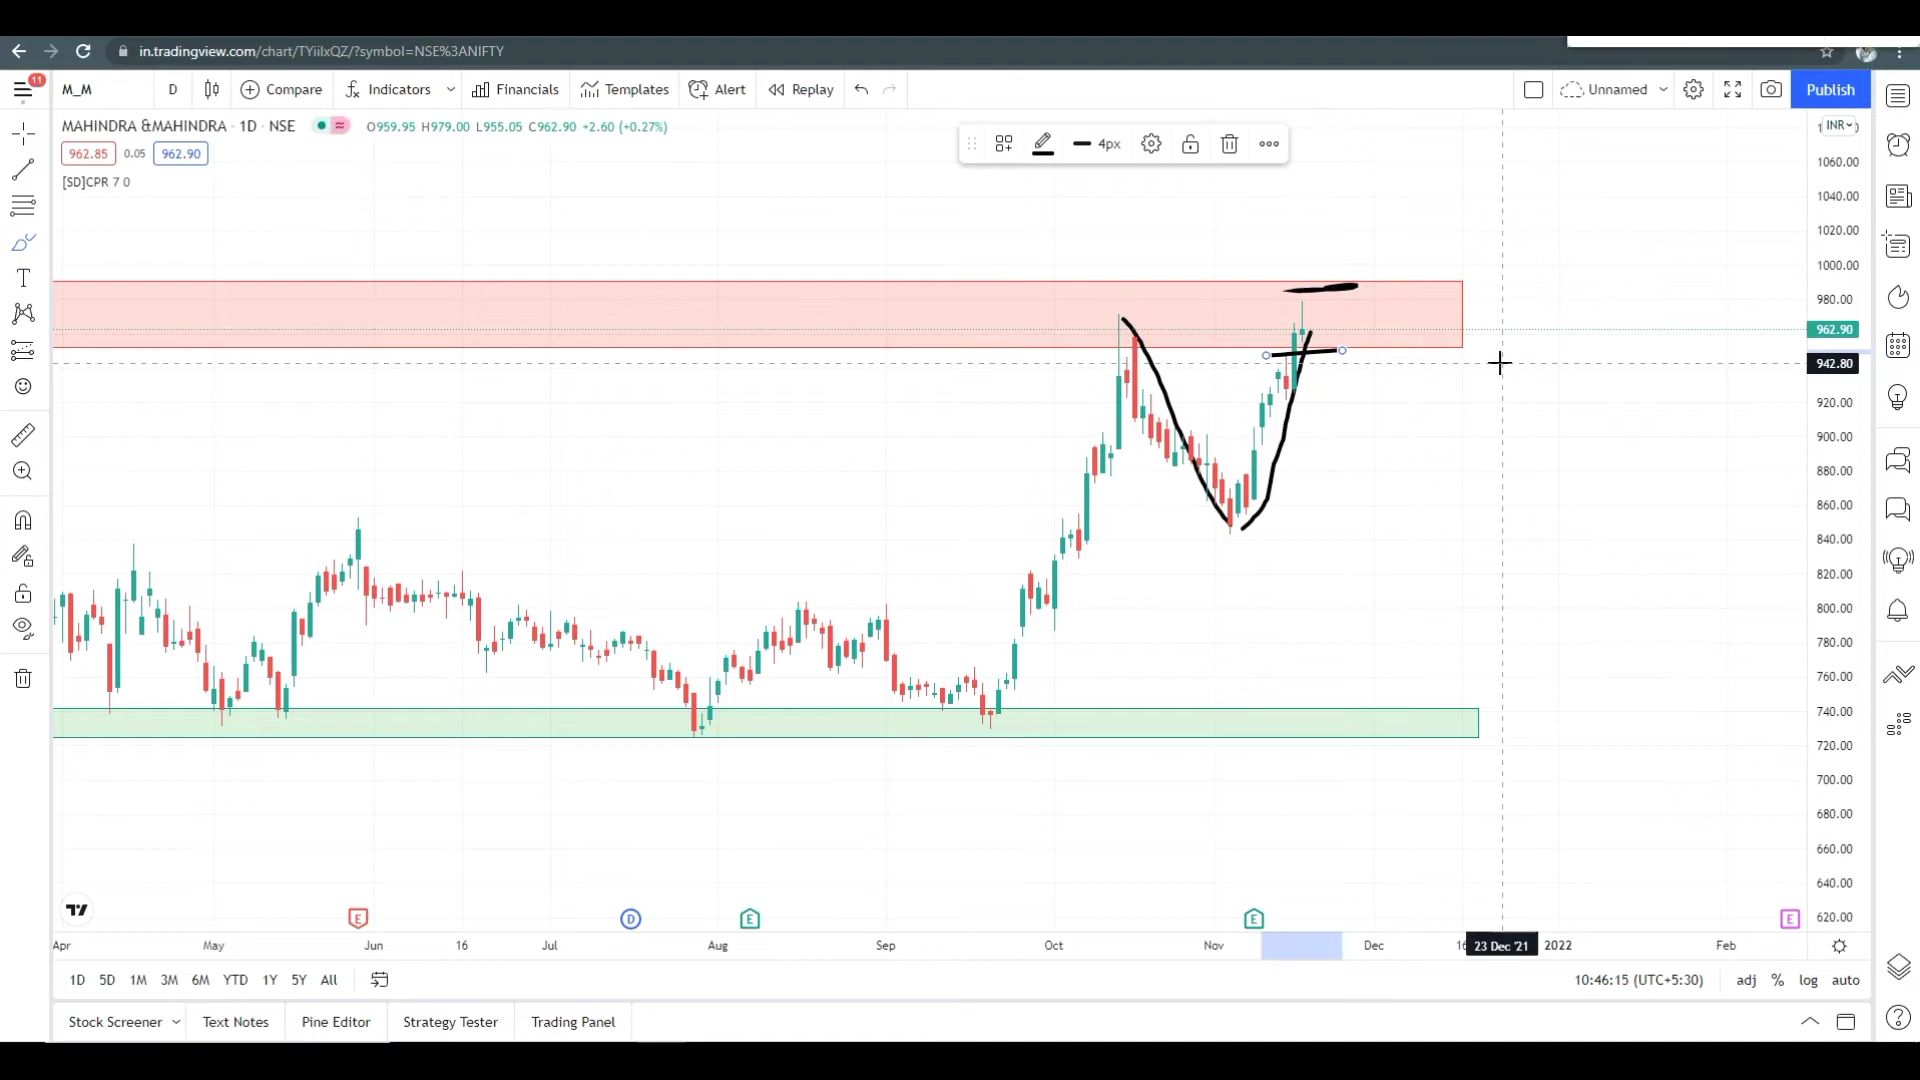 in.tradingview.com/chart/TYiilxQZ/?symbol=NSE%3ANIFTY
11
M_M D Compare Indicators Financials Templates Alert Replay Unnamed Publish
MAHINDRA &MAHINDRA · 1D · NSE ≈ O959.95 H979.00 L955.05 C962.90 +2.60 (+0.27%)
INR
962.85 0.05 962.90
4px
[SD]CPR 7 0
1060.00
1040.00
1020.00
1000.00
980.00
962.90
942.80
920.00
900.00
880.00
860.00
840.00
820.00
800.00
780.00
760.00
740.00
720.00
700.00
680.00
660.00
640.00
620.00
E D E E E
Apr May Jun 16 Jul Aug Sep Oct Nov Dec 16 23 Dec '21 2022 Feb
1D 5D 1M 3M 6M YTD 1Y 5Y All 10:46:15 (UTC+5:30) adj % log auto
Stock Screener Text Notes Pine Editor Strategy Tester Trading Panel